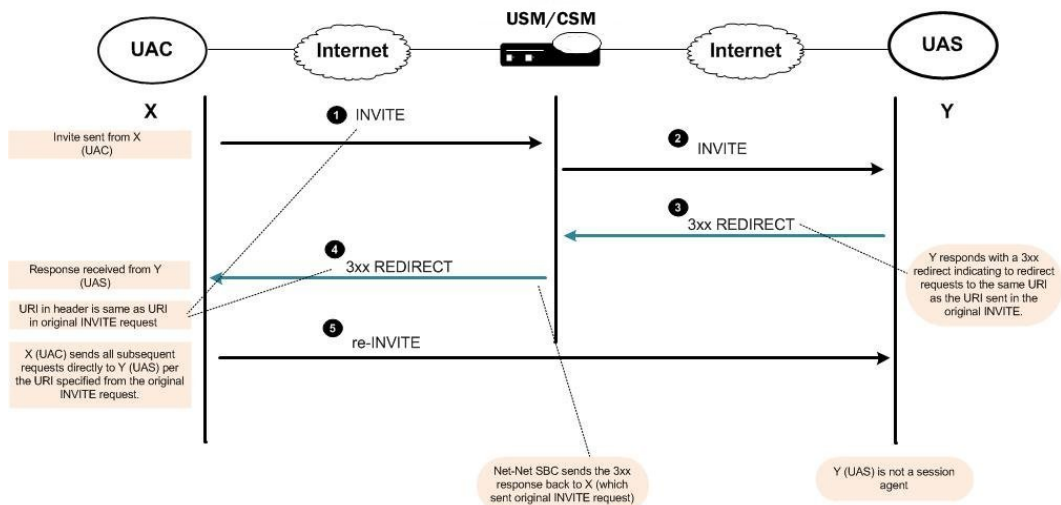 USM/CSM
UAC
Internet
Internet
UAS
X
Y
1 INVITE
Invite sent from X
(UAC)
2 INVITE
3
3xx REDIRECT
4
3xx REDIRECT
Response received from Y
(UAS)
Y responds with a 3xx
redirect indicating to redirect
requests to the same URI
as the URI sent in the
original INVITE.
URI in header is same as URI
in original INVITE request
5
re-INVITE
X (UAC) sends all subsequent
requests directly to Y (UAS) per
the URI specified from the original
INVITE request.
Net-Net SBC sends the 3xx
response back to X (which
sent original INVITE request)
Y (UAS) is not a session
agent